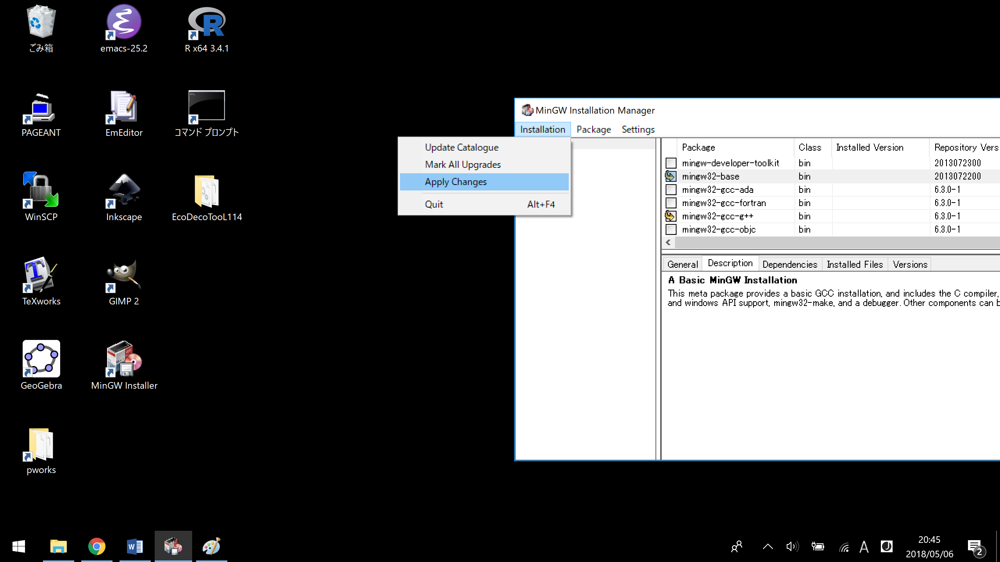 ごみ箱
emacs-25.2
R x64 3.4.1
PAGEANT
EmEditor
コマンド プロンプト
WinSCP
Inkscape
EcoDecoTooL114
TeXworks
GIMP 2
GeoGebra
MinGW Installer
pworks
MinGW Installation Manager
Installation Package Settings
Update Catalogue
Mark All Upgrades
Apply Changes
Quit Alt+F4
Package Class Installed Version Repository Vers
mingw-developer-toolkit bin 2013072300
mingw32-base bin 2013072200
mingw32-gcc-ada bin 6.3.0-1
mingw32-gcc-fortran bin 6.3.0-1
mingw32-gcc-g++ bin 6.3.0-1
mingw32-gcc-objc bin 6.3.0-1
General Description Dependencies Installed Files Versions
A Basic MinGW Installation
This meta package provides a basic GCC installation, and includes the C compiler,
and windows API support, mingw32-make, and a debugger. Other components can b
A
20:45
2018/05/06
2